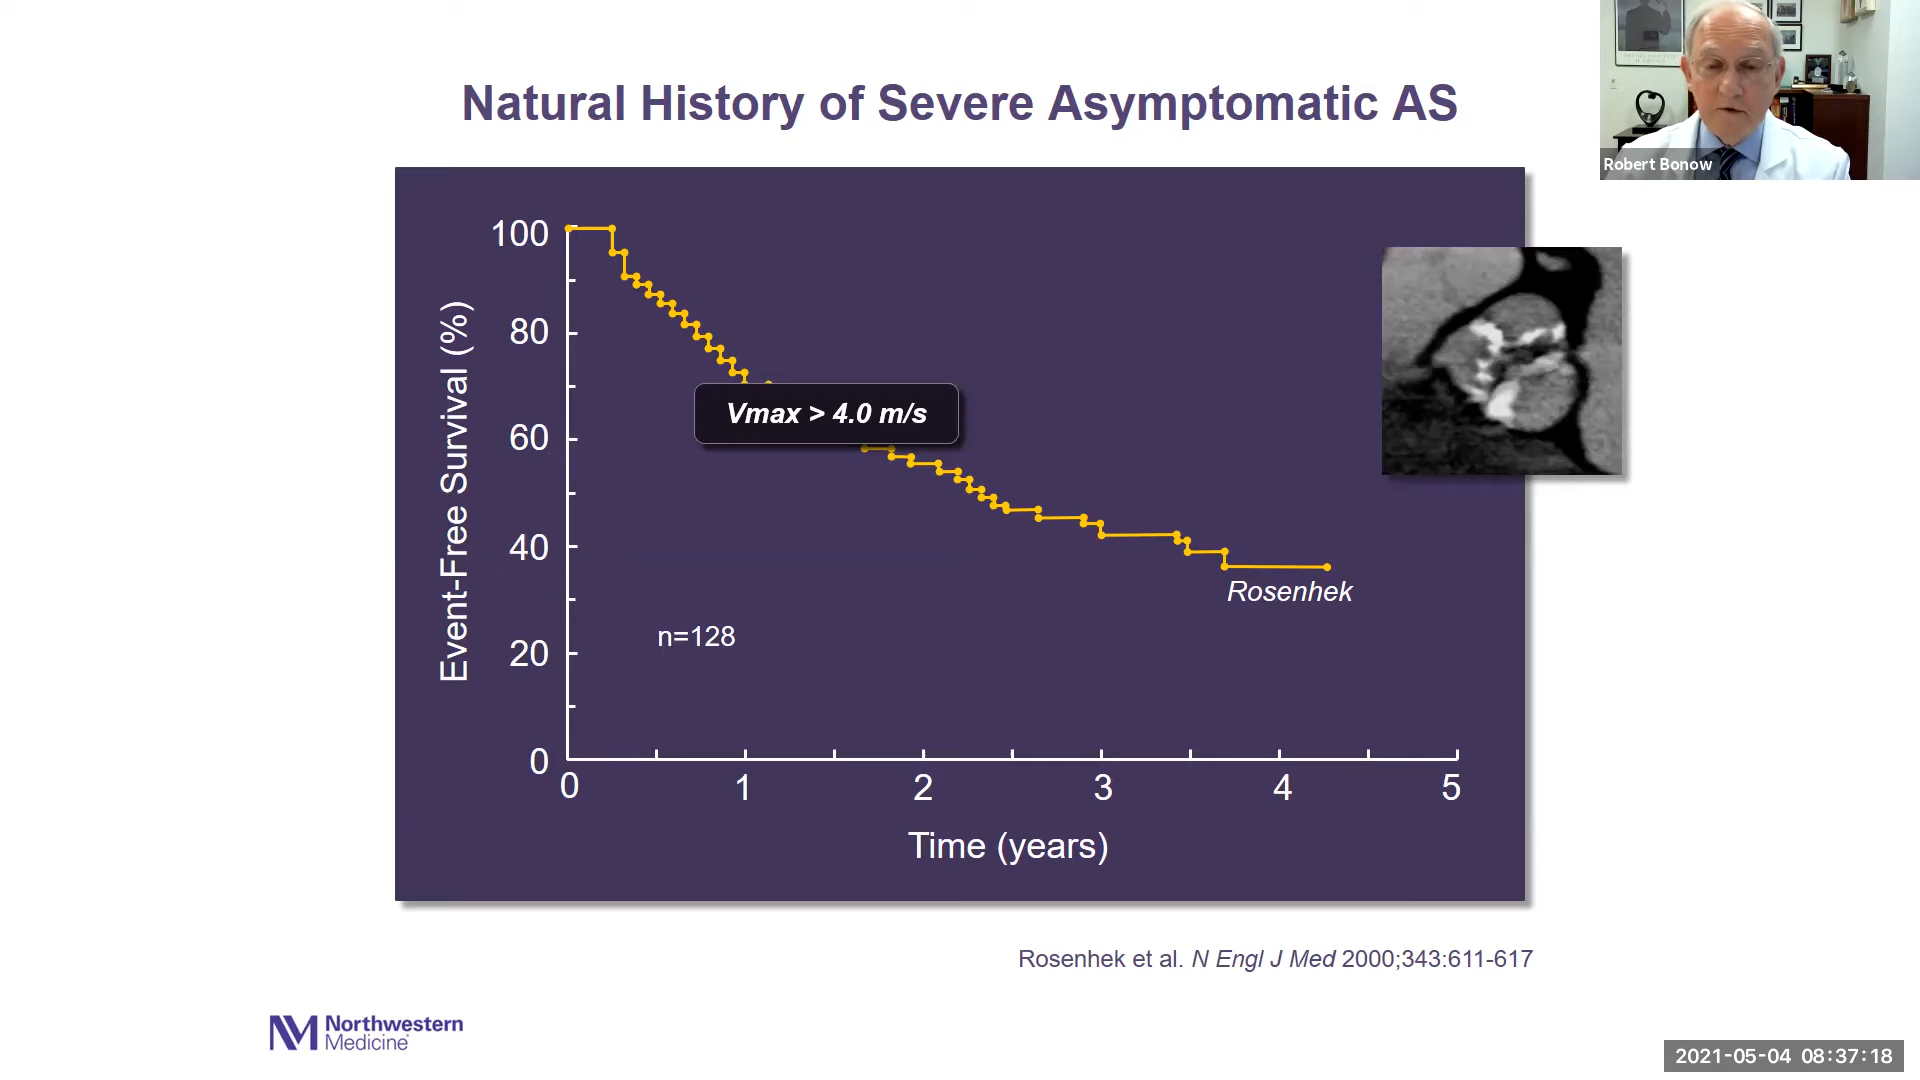 Natural History of Severe Asymptomatic AS
Robert Bonow
Event-Free Survival (%)
100
80
60
40
20
0
Vmax > 4.0 m/s
Rosenhek
n=128
0 1 2 3 4 5
Time (years)
Rosenhek et al. N Engl J Med 2000;343:611-617
Northwestern
Medicine
2021-05-04 08:37:18